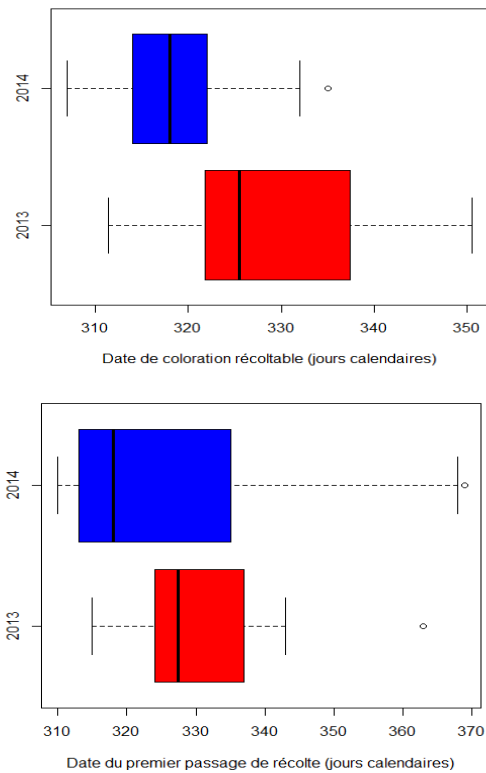 2014
2013
310 320 330 340 350
Date de coloration récoltable (jours calendaires)
2014
2013
310 320 330 340 350 360 370
Date du premier passage de récolte (jours calendaires)